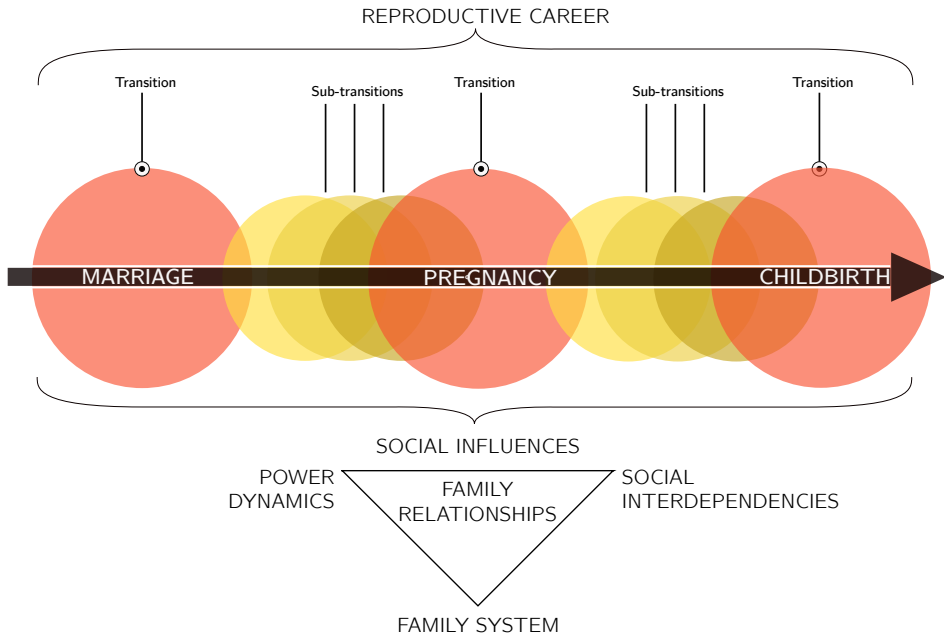 REPRODUCTIVE CAREER
Transition
Sub-transitions
Transition
Sub-transitions
Transition
MARRIAGE
PREGNANCY
CHILDBIRTH
SOCIAL INFLUENCES
POWER
DYNAMICS
FAMILY
RELATIONSHIPS
SOCIAL
INTERDEPENDENCIES
FAMILY SYSTEM